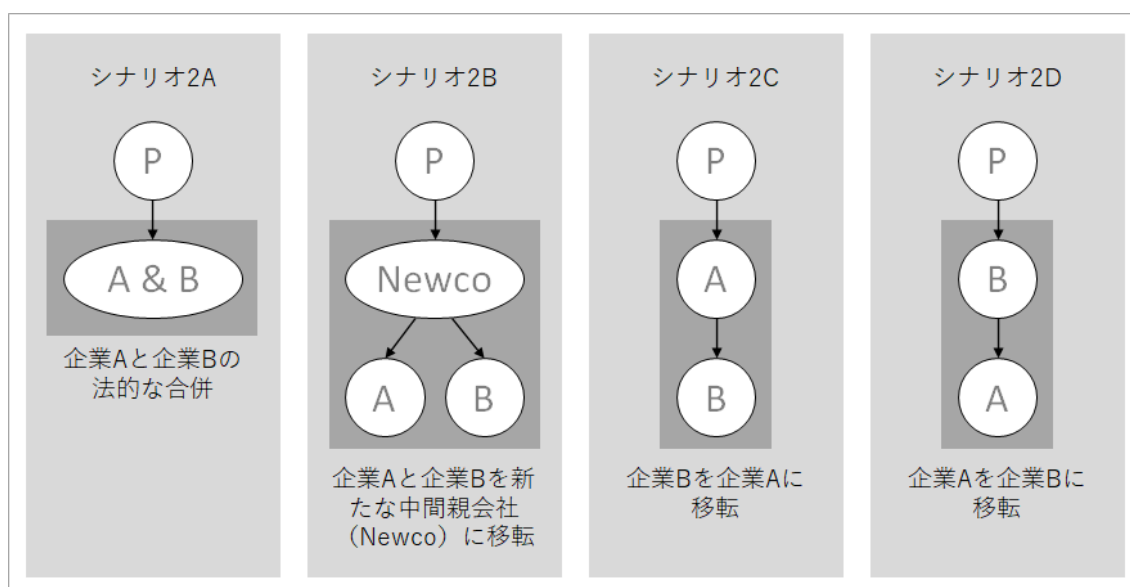 シナリオ2A
P
A & B
企業Aと企業Bの
法的な合併
シナリオ2B
P
Newco
A
B
企業Aと企業Bを新
たな中間親会社
（Newco）に移転
シナリオ2C
P
A
B
企業Bを企業Aに
移転
シナリオ2D
P
B
A
企業Aを企業Bに
移転